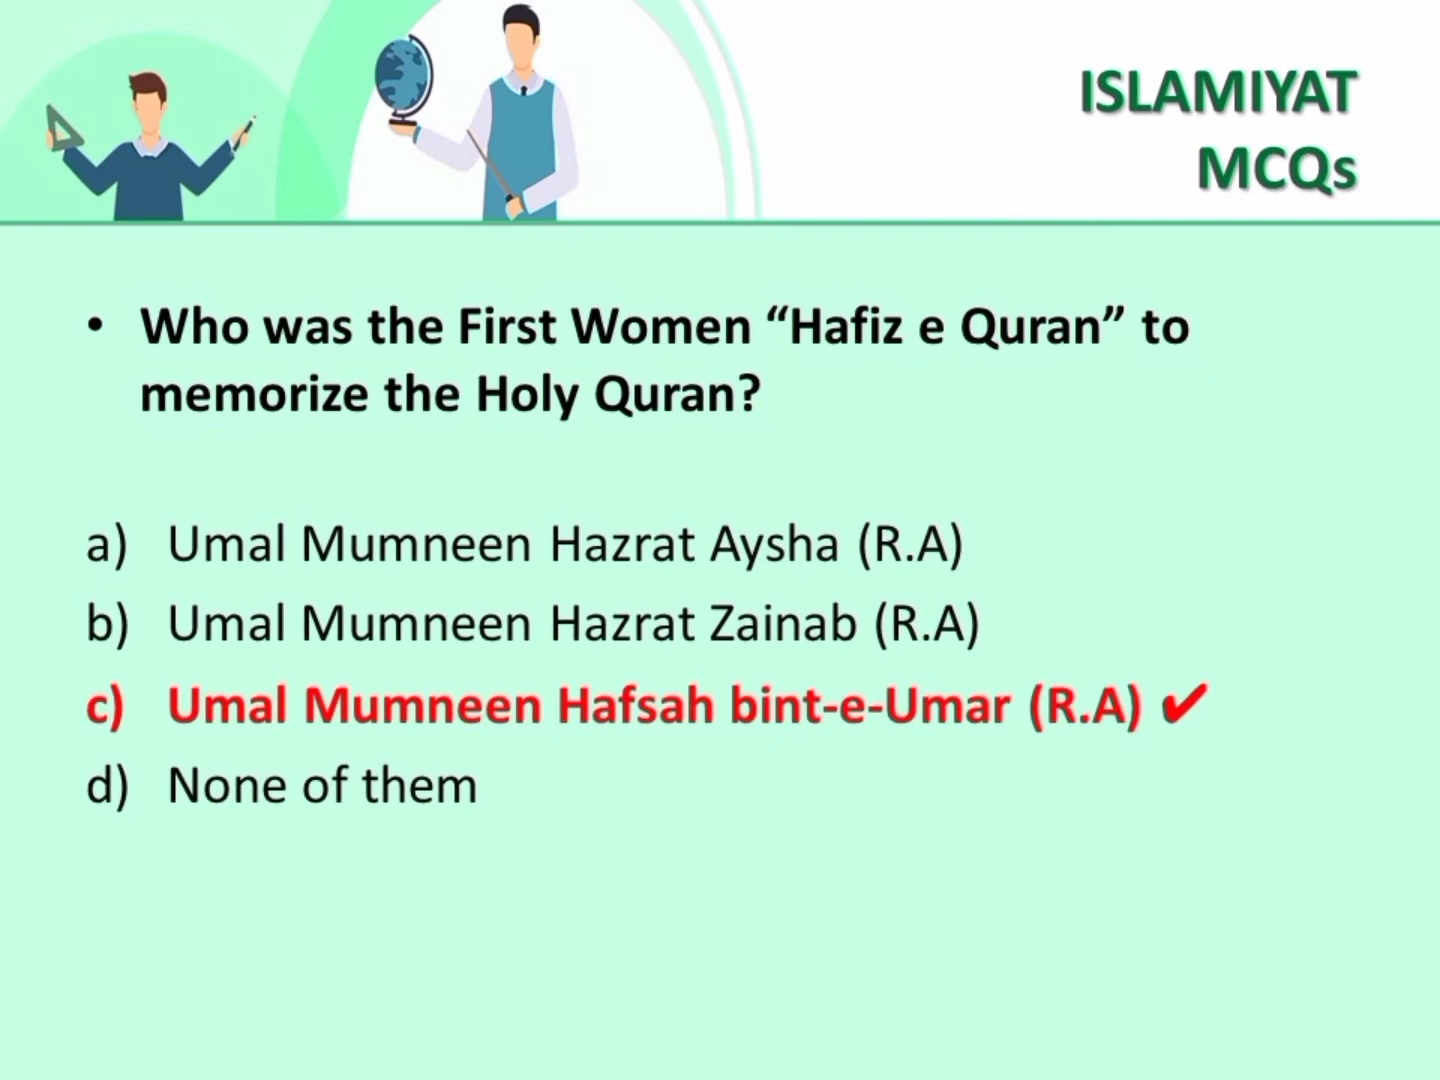 ISLAMIYAT
MCQs
• Who was the First Women “Hafiz e Quran” to
memorize the Holy Quran?
a) Umal Mumneen Hazrat Aysha (R.A)
b) Umal Mumneen Hazrat Zainab (R.A)
c) Umal Mumneen Hafsah bint-e-Umar (R.A) ✔
d) None of them